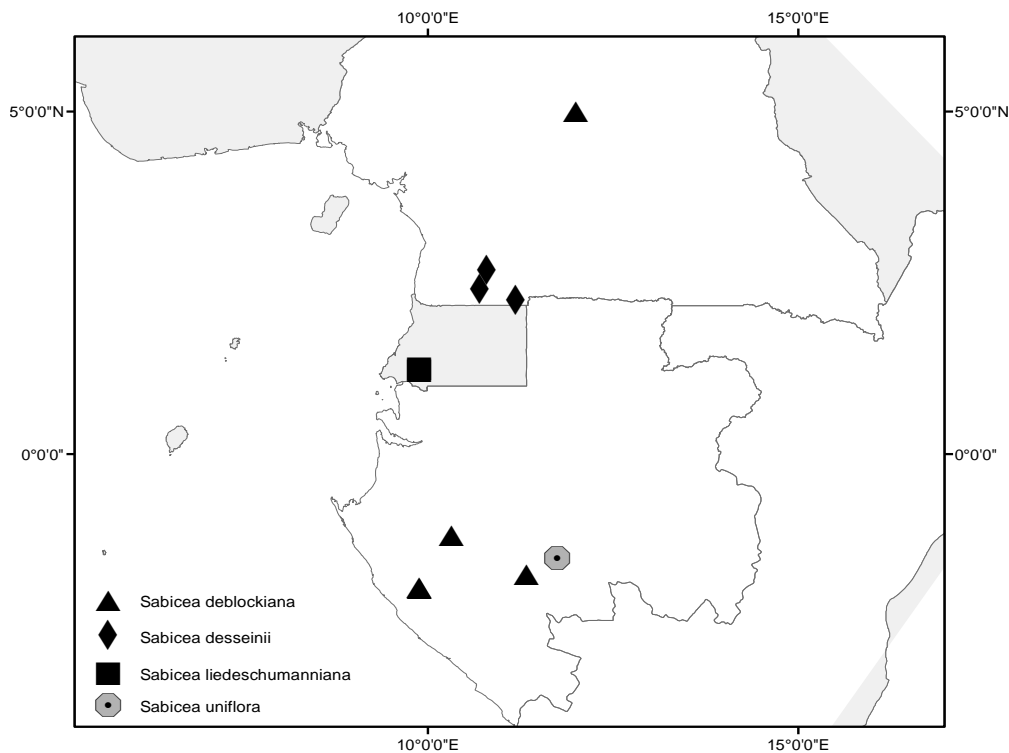 10°0'0"E 15°0'0"E
5°0'0"N 5°0'0"N
0°0'0" 0°0'0"
Sabicea deblockiana
Sabicea desseinii
Sabicea liedeschumanniana
Sabicea uniflora
10°0'0"E 15°0'0"E